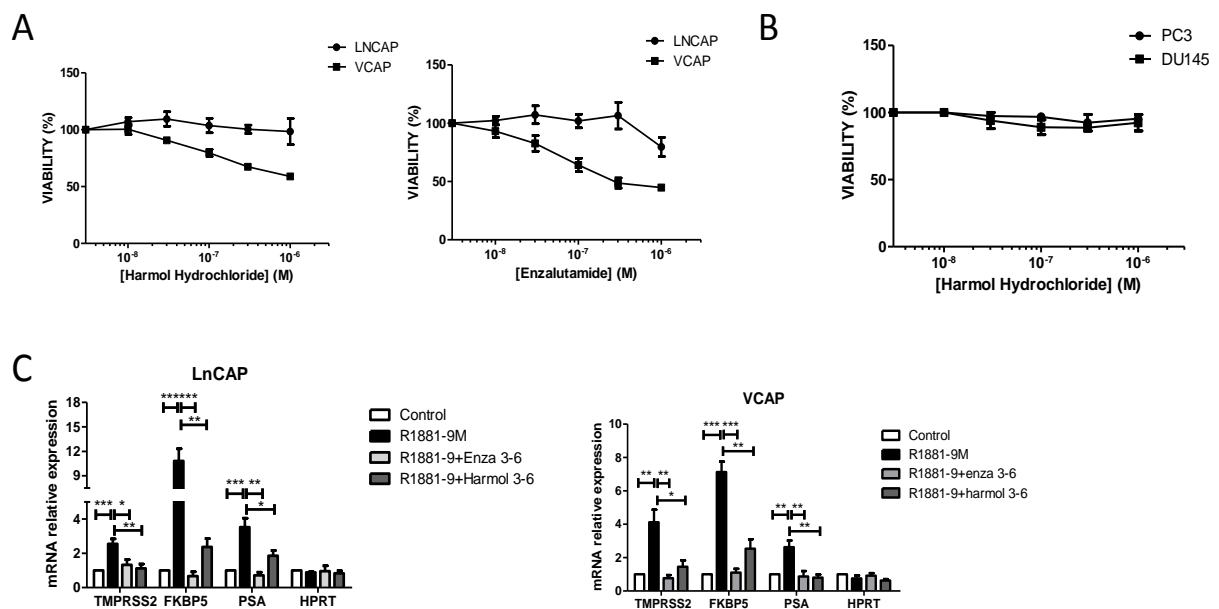 A
LNCAP
VCAP
VIABILITY (%)
150
100
50
0
10-8
10-7
10-6
[Harmol Hydrochloride] (M)
LNCAP
VCAP
VIABILITY (%)
150
100
50
0
10-8
10-7
10-6
[Enzalutamide] (M)
B
PC3
DU145
VIABILITY (%)
150
100
50
0
10-8
10-7
10-6
[Harmol Hydrochloride] (M)
C
LnCAP
mRNA relative expression
18
15
12
9
4
2
0
*** *
**
******
**
*** **
*
TMPRSS2 FKBP5 PSA HPRT
Control
R1881-9M
R1881-9+Enza 3-6
R1881-9+Harmol 3-6
VCAP
mRNA relative expression
10
8
6
4
2
0
** **
*
*** ***
**
** **
**
TMPRSS2 FKBP5 PSA HPRT
Control
R1881-9M
R1881-9+enza 3-6
R1881-9+harmol 3-6